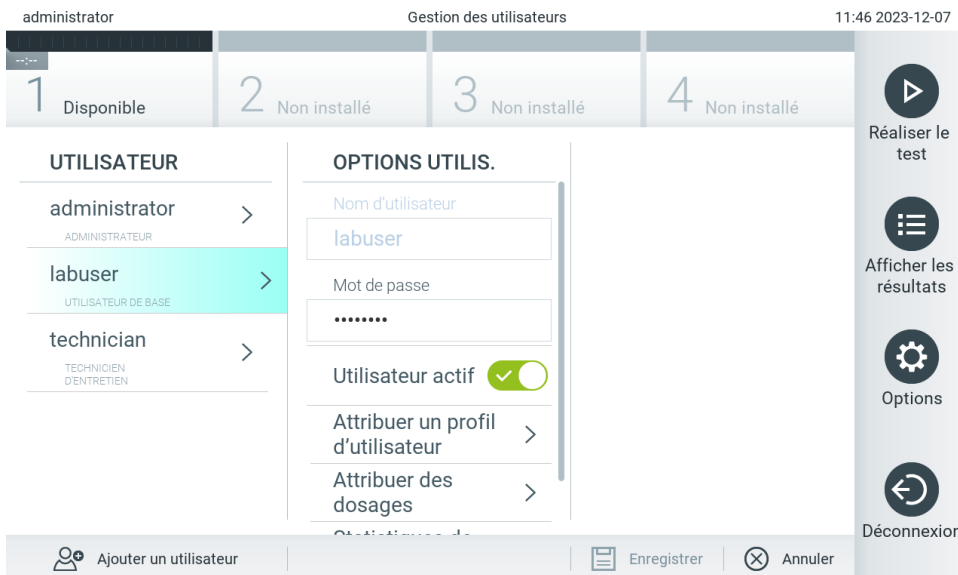 administrator
Gestion des utilisateurs
11:46 2023-12-07
--:--
1 Disponible
2 Non installé
3 Non installé
4 Non installé
UTILISATEUR
administrator
ADMINISTRATEUR
labuser
UTILISATEUR DE BASE
technician
TECHNICIEN
D'ENTRETIEN
OPTIONS UTILIS.
Nom d'utilisateur
labuser
Mot de passe
••••••••
Utilisateur actif
Attribuer un profil
d'utilisateur
Attribuer des
dosages
Statistiques de
Réaliser le
test
Afficher les
résultats
Options
Déconnexion
Ajouter un utilisateur
Enregistrer
Annuler